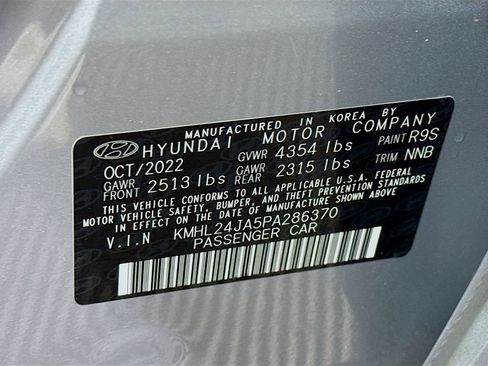 MANUFACTURED IN KOREA BY
HYUNDAI MOTOR COMPANY
OCT/2022 GVWR 4354 lbs PAINT R9S
GAWR FRONT 2513 lbs GAWR REAR 2315 lbs TRIM NNB
THIS VEHICLE CONFORMS TO ALL APPLICABLE U.S.A. FEDERAL
MOTOR VEHICLE SAFETY, BUMPER, AND THEFT PREVENTION STANDARDS
IN EFFECT ON THE DATE OF MANUFACTURE SHOWN ABOVE.
V.I.N KMHL24JA5PA286370
PASSENGER CAR